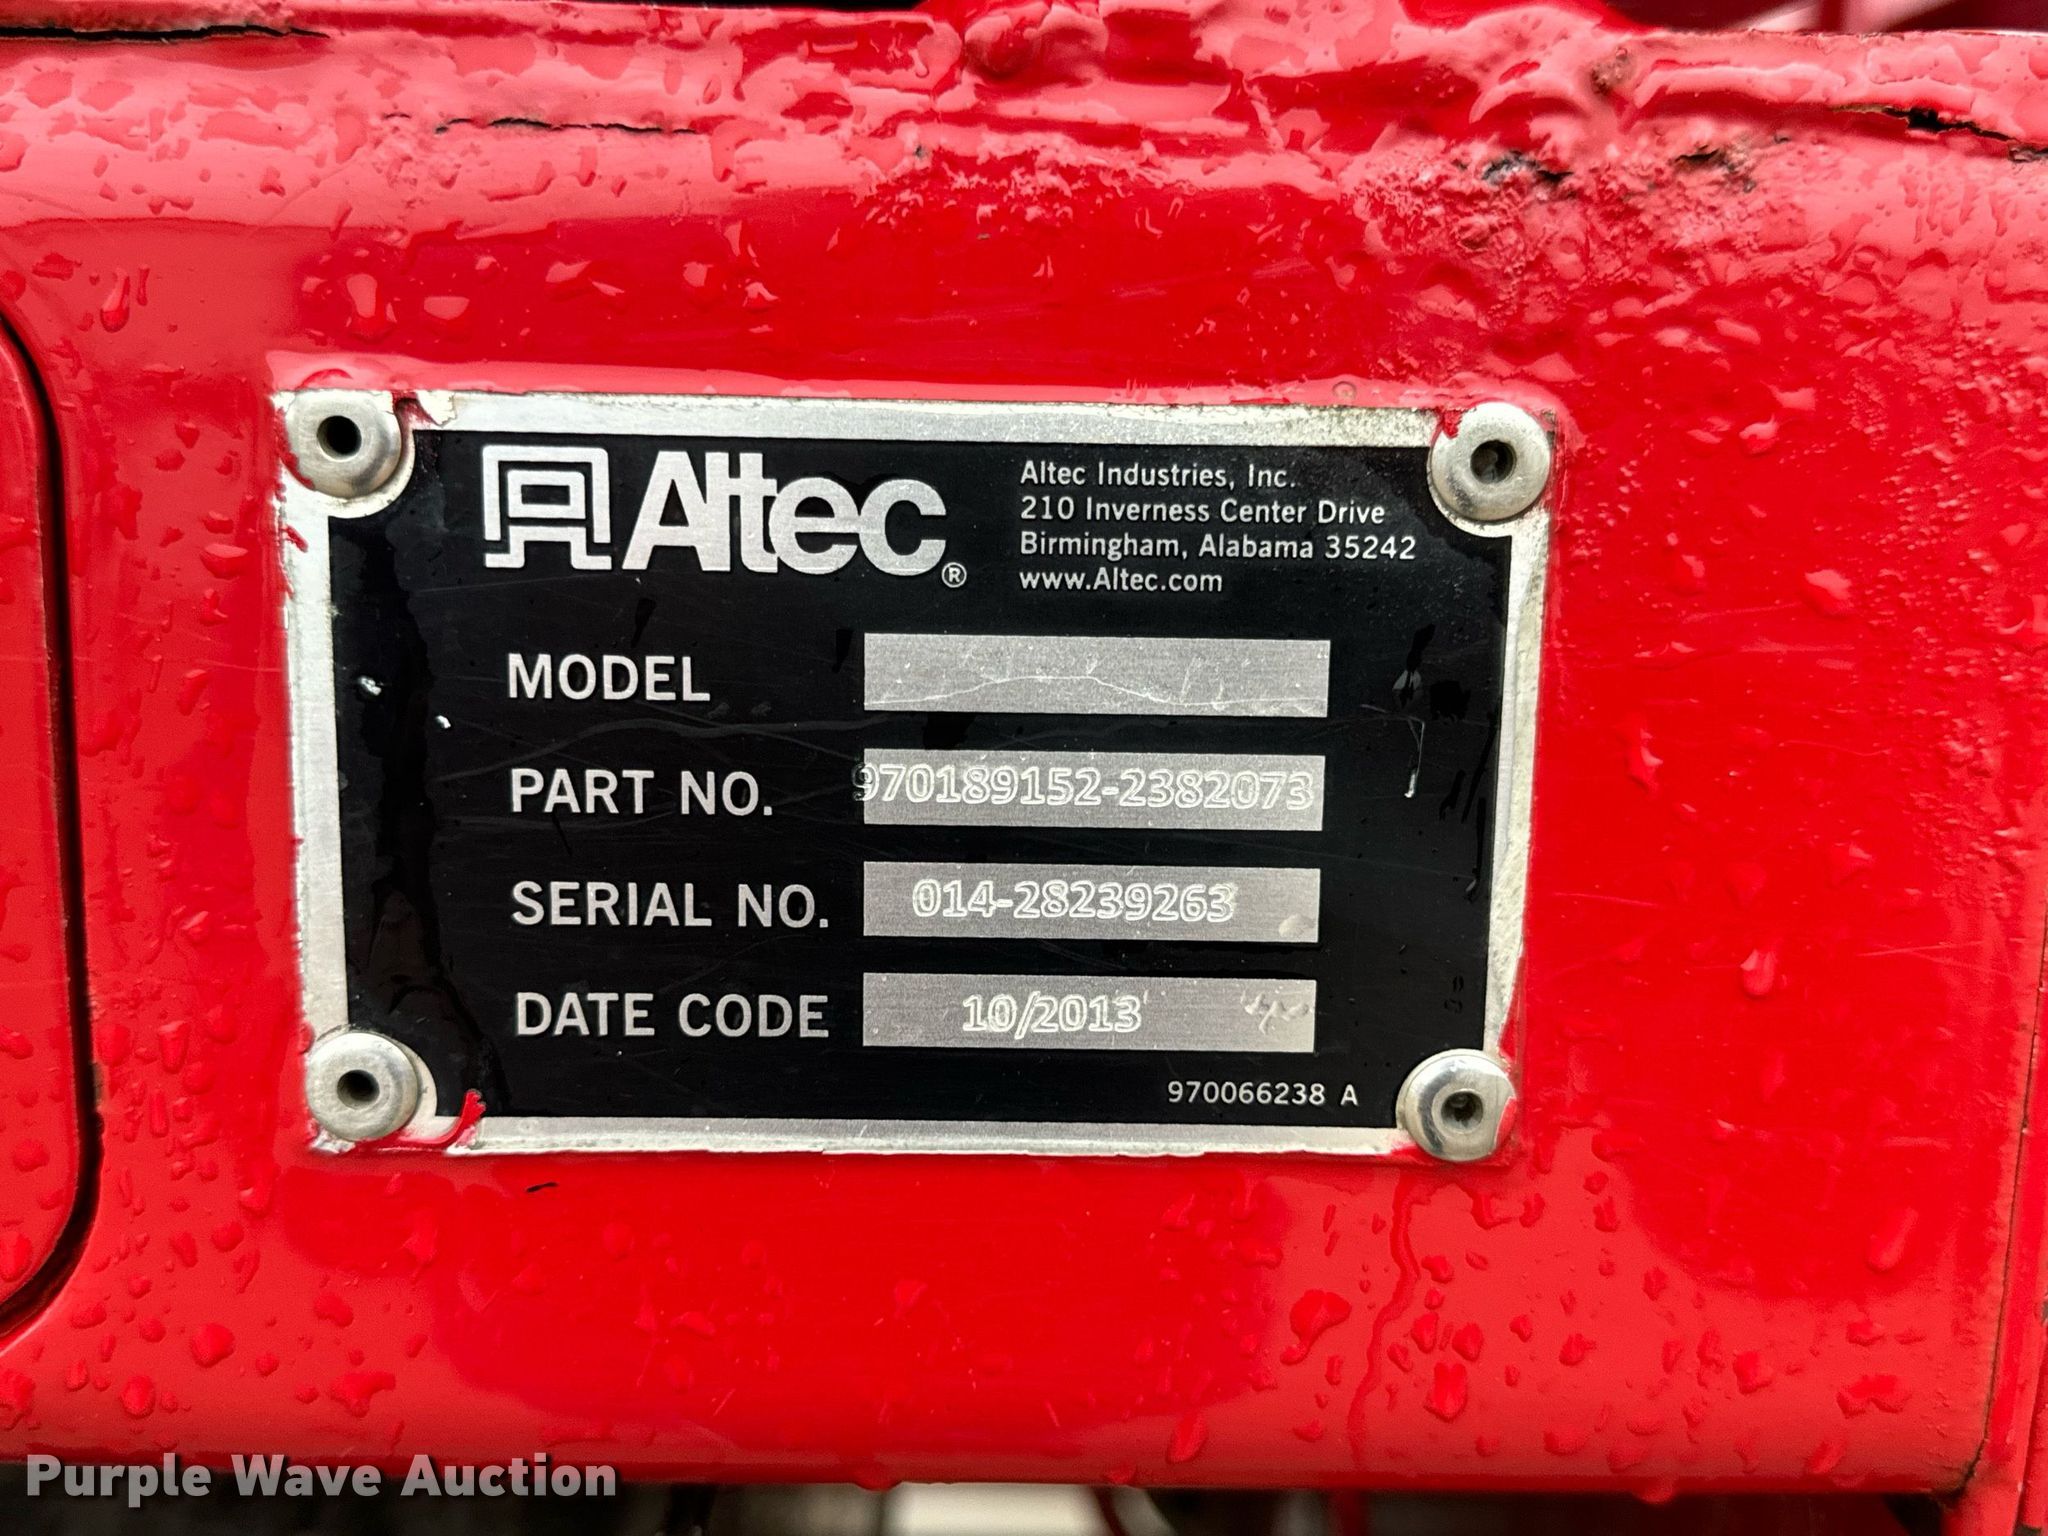 Altec®
Altec Industries, Inc.
210 Inverness Center Drive
Birmingham, Alabama 35242
www.Altec.com
MODEL
PART NO. 970189152-2382073
SERIAL NO. 014-28239263
DATE CODE 10/2013
970066238 A
Purple Wave Auction